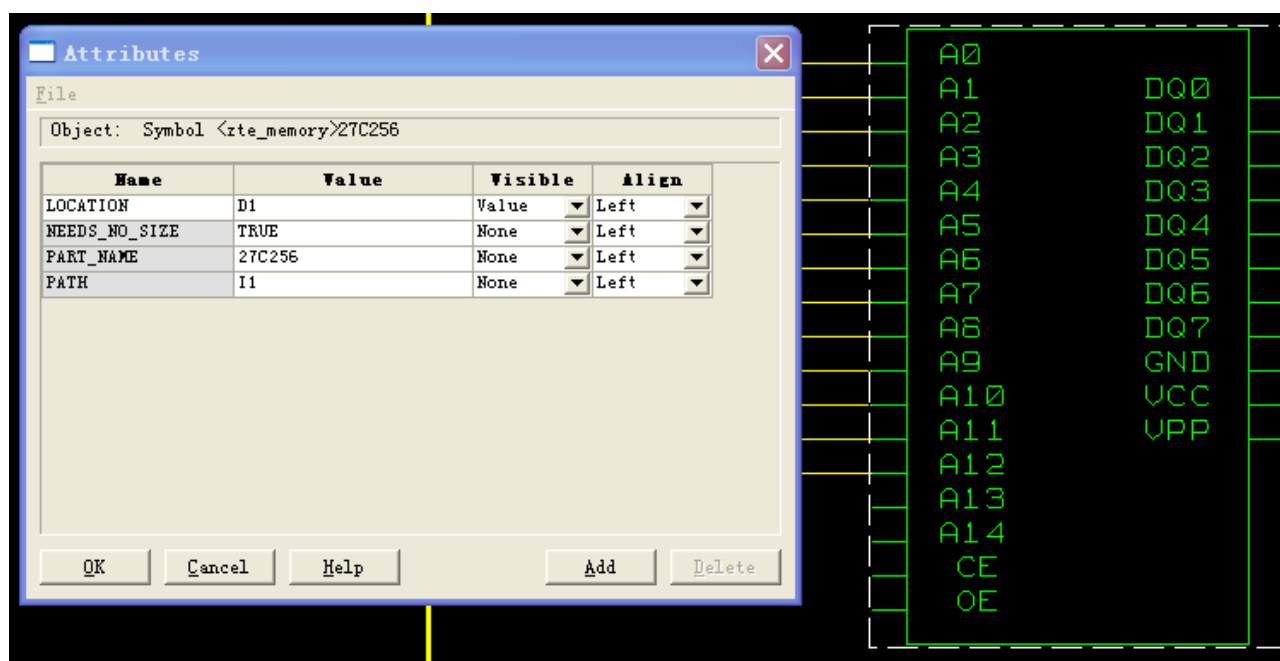 Attributes
File
Object: Symbol <zte_memory>27C256
Name Value Visible Align
LOCATION D1 Value Left
NEEDS_NO_SIZE TRUE None Left
PART_NAME 27C256 None Left
PATH I1 None Left
OK Cancel Help Add Delete
A0
A1 DQ0
A2 DQ1
A3 DQ2
A4 DQ3
A5 DQ4
A6 DQ5
A7 DQ6
A8 DQ7
A9 GND
A10 VCC
A11 VPP
A12
A13
A14
CE
OE